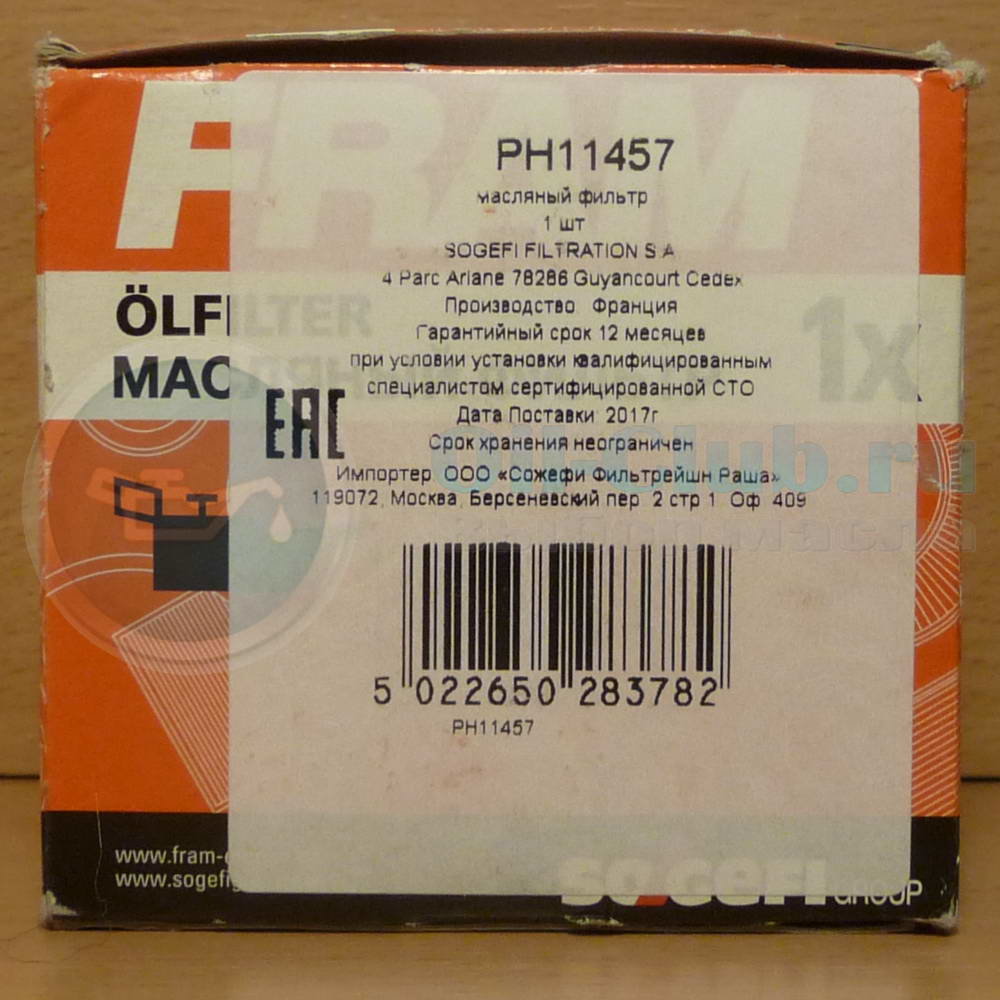 FRAM
PH11457
масляный фильтр
1 шт
SOGEFI FILTRATION S.A
4 Parc Ariane 78286 Guyancourt Cedex
Производство Франция
Гарантийный срок 12 месяцев
при условии установки квалифицированным
специалистом сертифицированной СТО
Дата Поставки 2017г
Срок хранения неограничен
Импортер ООО «Сожефи Фильтрейшн Раша»
119072, Москва, Берсеневский пер 2 стр 1 Оф 409
EAC
ÖLFILTER
1x
5 022650 283782
PH11457
www.fram-
www.sogefi
SOGEFI GROUP